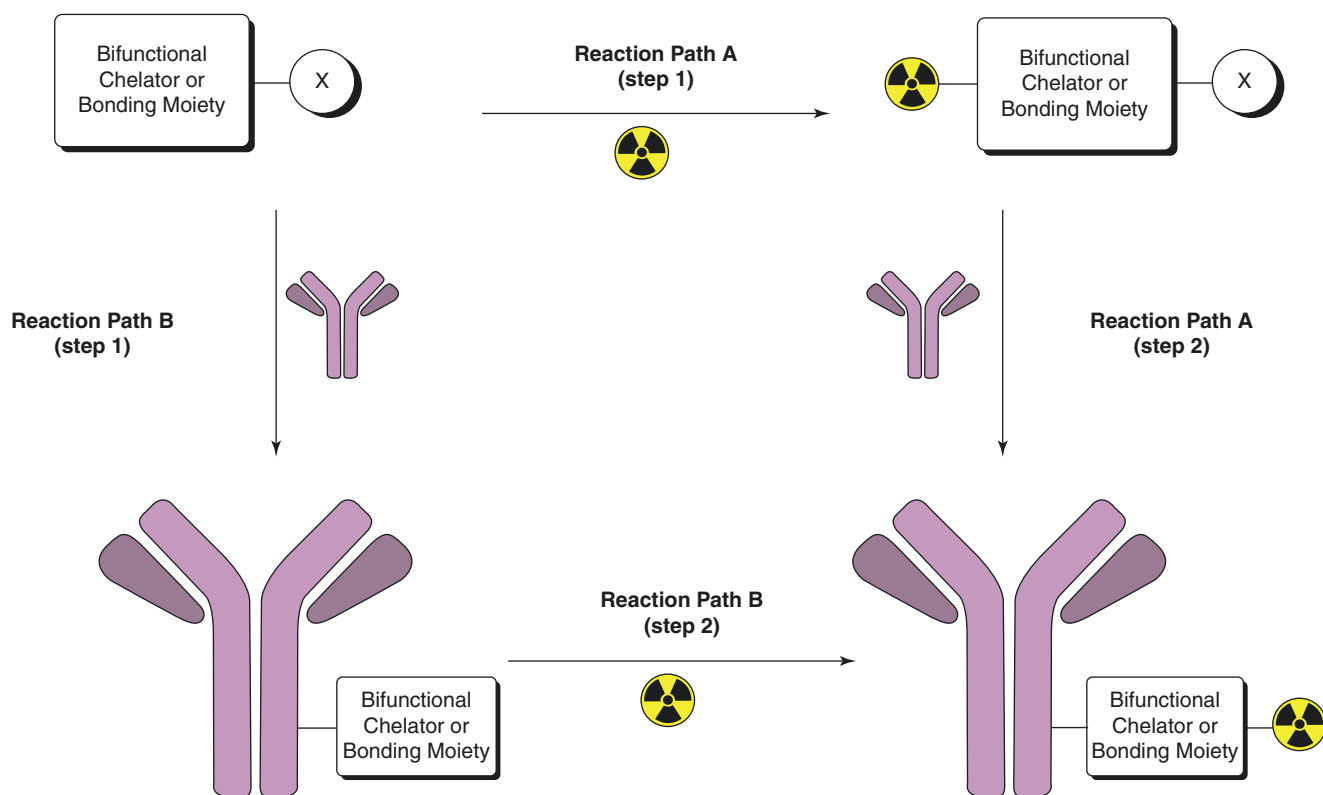 Bifunctional
Chelator or
Bonding Moiety
X
Reaction Path A
(step 1)
Bifunctional
Chelator or
Bonding Moiety
X
Reaction Path B
(step 1)
Reaction Path A
(step 2)
Reaction Path B
(step 2)
Bifunctional
Chelator or
Bonding Moiety
Bifunctional
Chelator or
Bonding Moiety